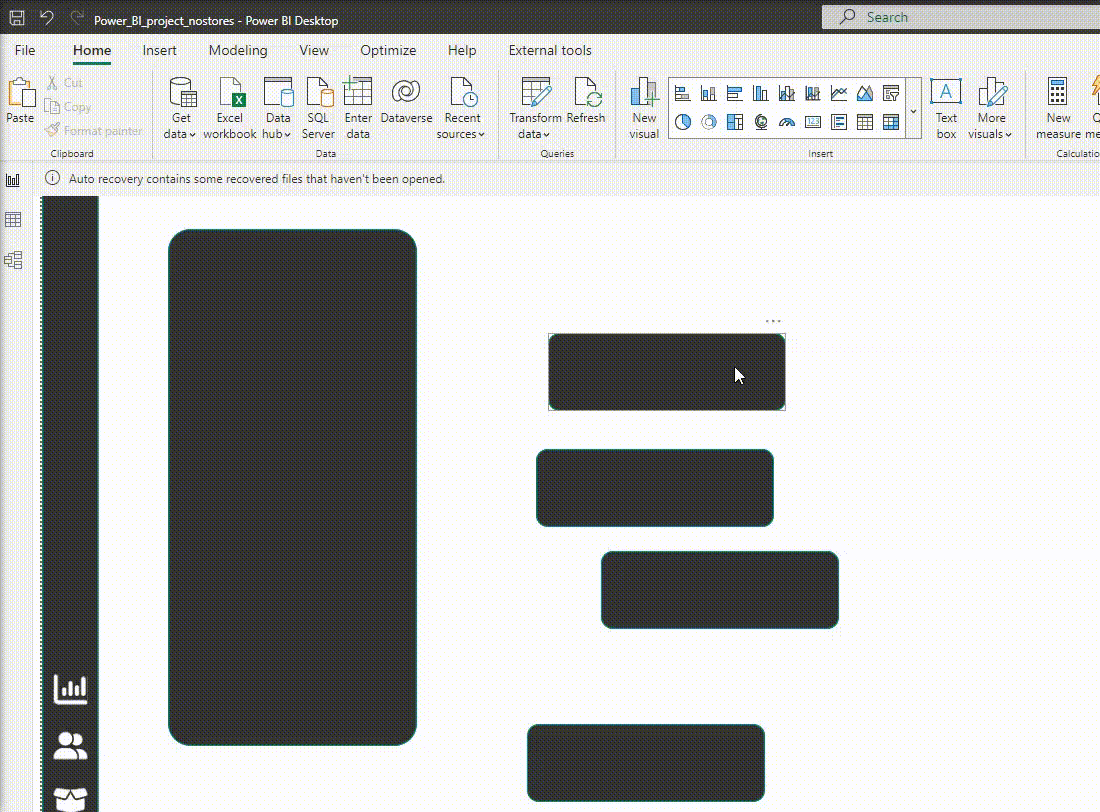 Power_BI_project_nostores - Power BI Desktop
Search
File Home Insert Modeling View Optimize Help External tools
Paste
Cut
Copy
Format painter
Clipboard
Get data
Excel workbook
Data hub
SQL Server
Enter data
Dataverse
Recent sources
Data
Transform data
Refresh
Queries
New visual
Text box
More visuals
Insert
New measure
Auto recovery contains some recovered files that haven't been opened.